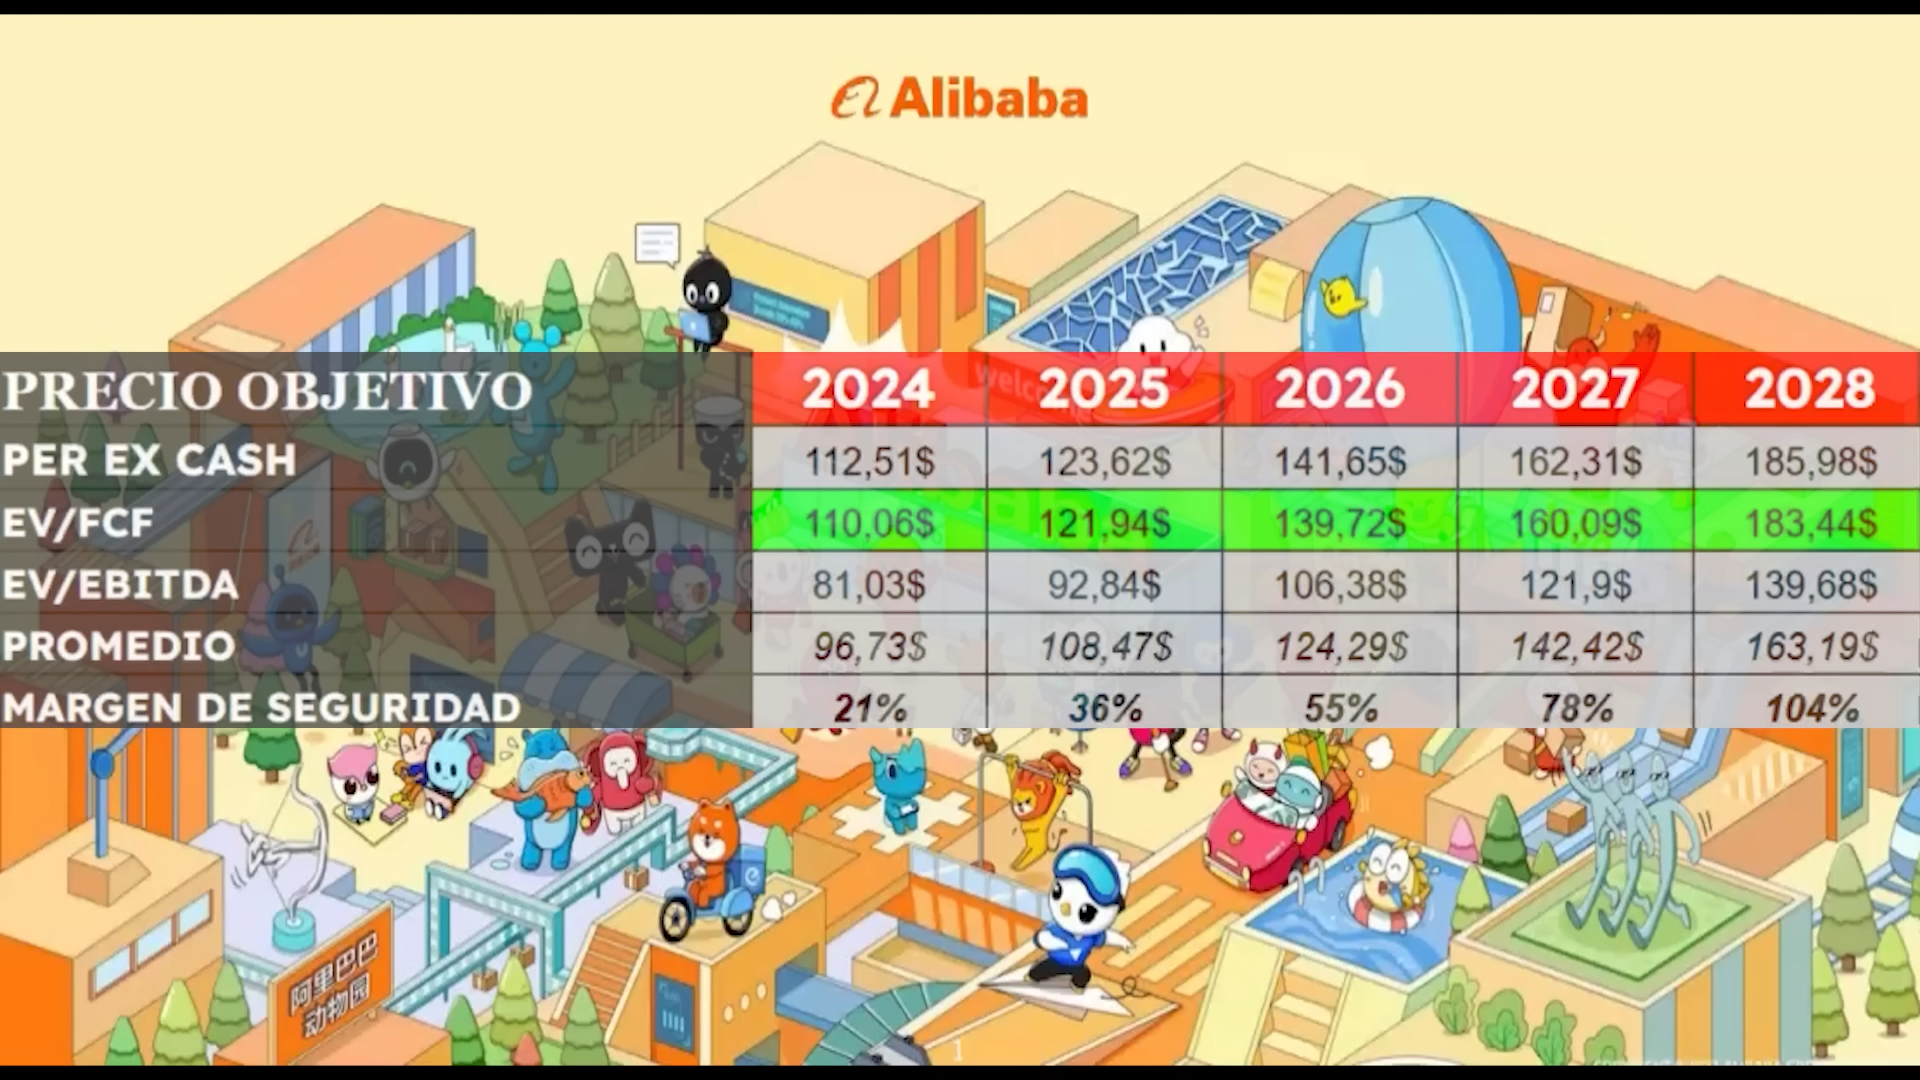 Alibaba
PRECIO OBJETIVO 2024 2025 2026 2027 2028
PER EX CASH 112,51$ 123,62$ 141,65$ 162,31$ 185,98$
EV/FCF 110,06$ 121,94$ 139,72$ 160,09$ 183,44$
EV/EBITDA 81,03$ 92,84$ 106,38$ 121,9$ 139,68$
PROMEDIO 96,73$ 108,47$ 124,29$ 142,42$ 163,19$
MARGEN DE SEGURIDAD 21% 36% 55% 78% 104%
阿里巴巴
动物园
1